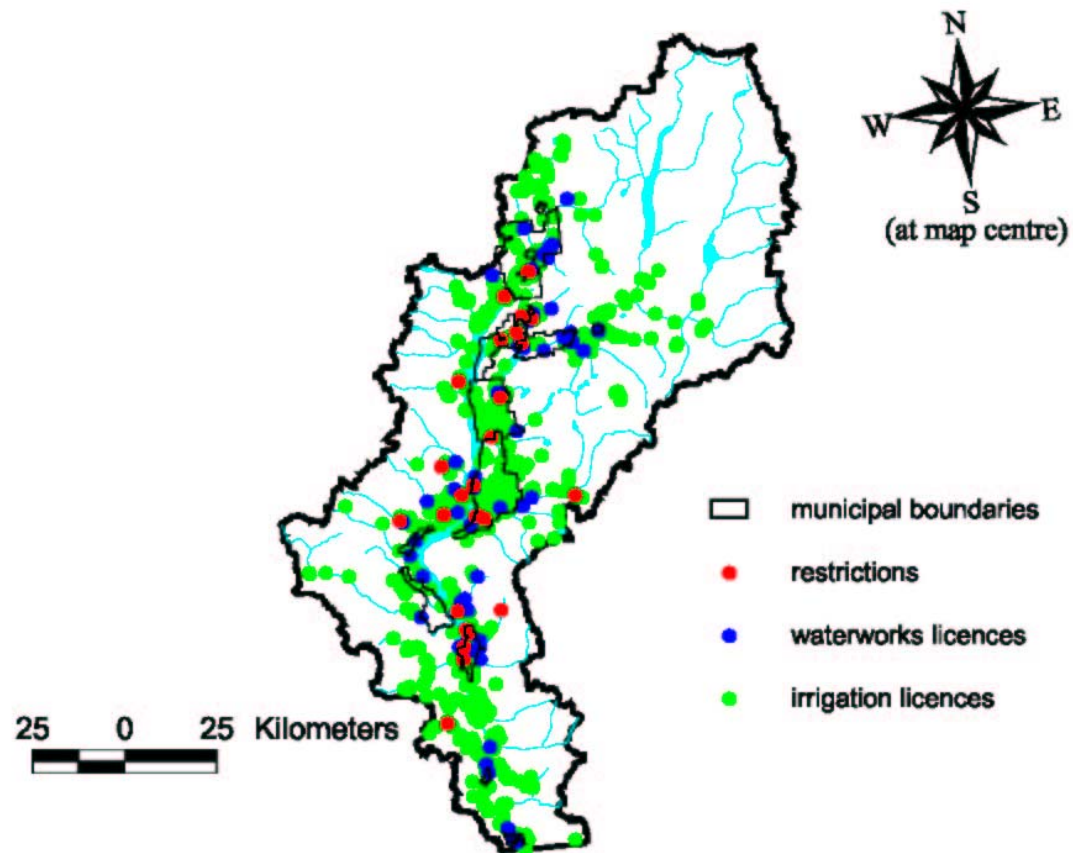 N
W E
S
(at map centre)
municipal boundaries
restrictions
waterworks licences
irrigation licences
25 0 25 Kilometers